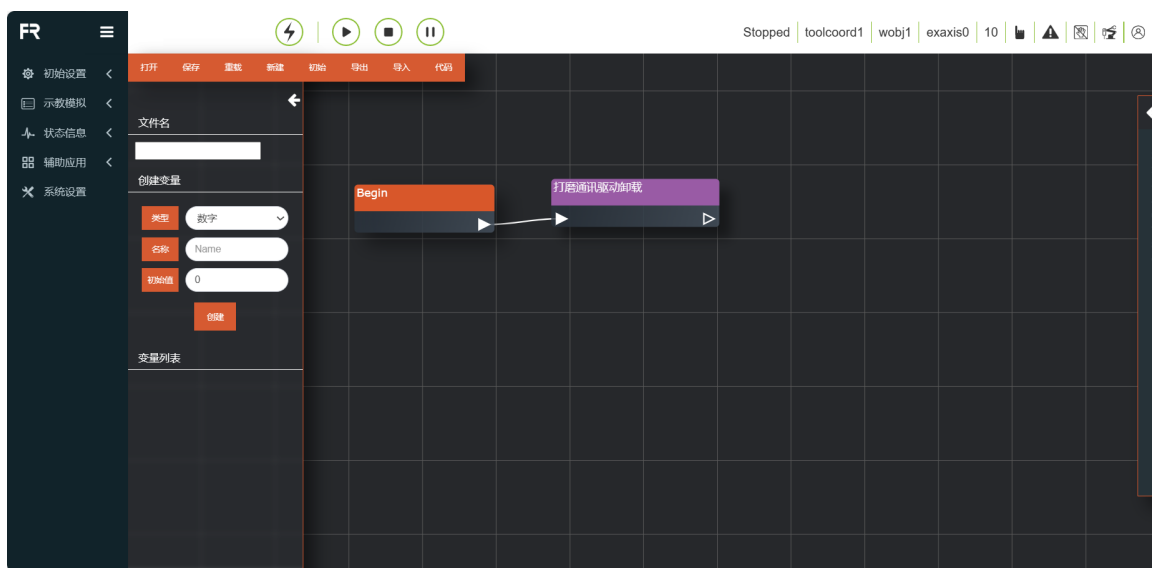 FR
Stopped toolcoord1 wobj1 exaxis0 10
初始设置
示教模拟
状态信息
辅助应用
系统设置
打开 保存 重载 新建 初始 导出 导入 代码
文件名
创建变量
类型 数字
名称 Name
初始值 0
创建
变量列表
Begin
打磨通讯驱动卸载